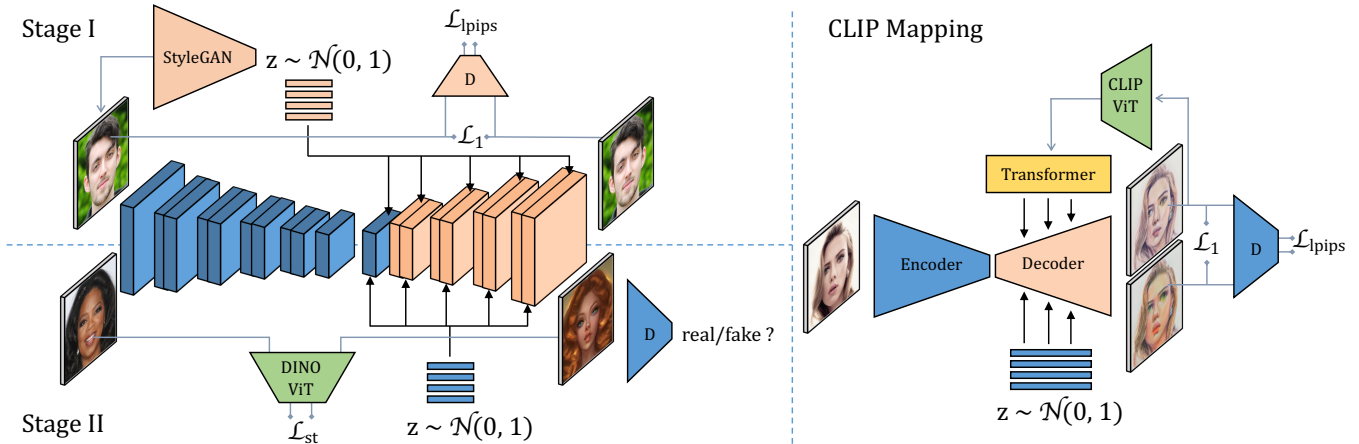 Stage I
StyleGAN
z ~ 𝒩(0, 1)
ℒlpips
D
ℒ1
Stage II
DINO
ViT
ℒst
z ~ 𝒩(0, 1)
D
real/fake ?
CLIP Mapping
CLIP
ViT
Transformer
Encoder
Decoder
ℒ1
D
ℒlpips
z ~ 𝒩(0, 1)